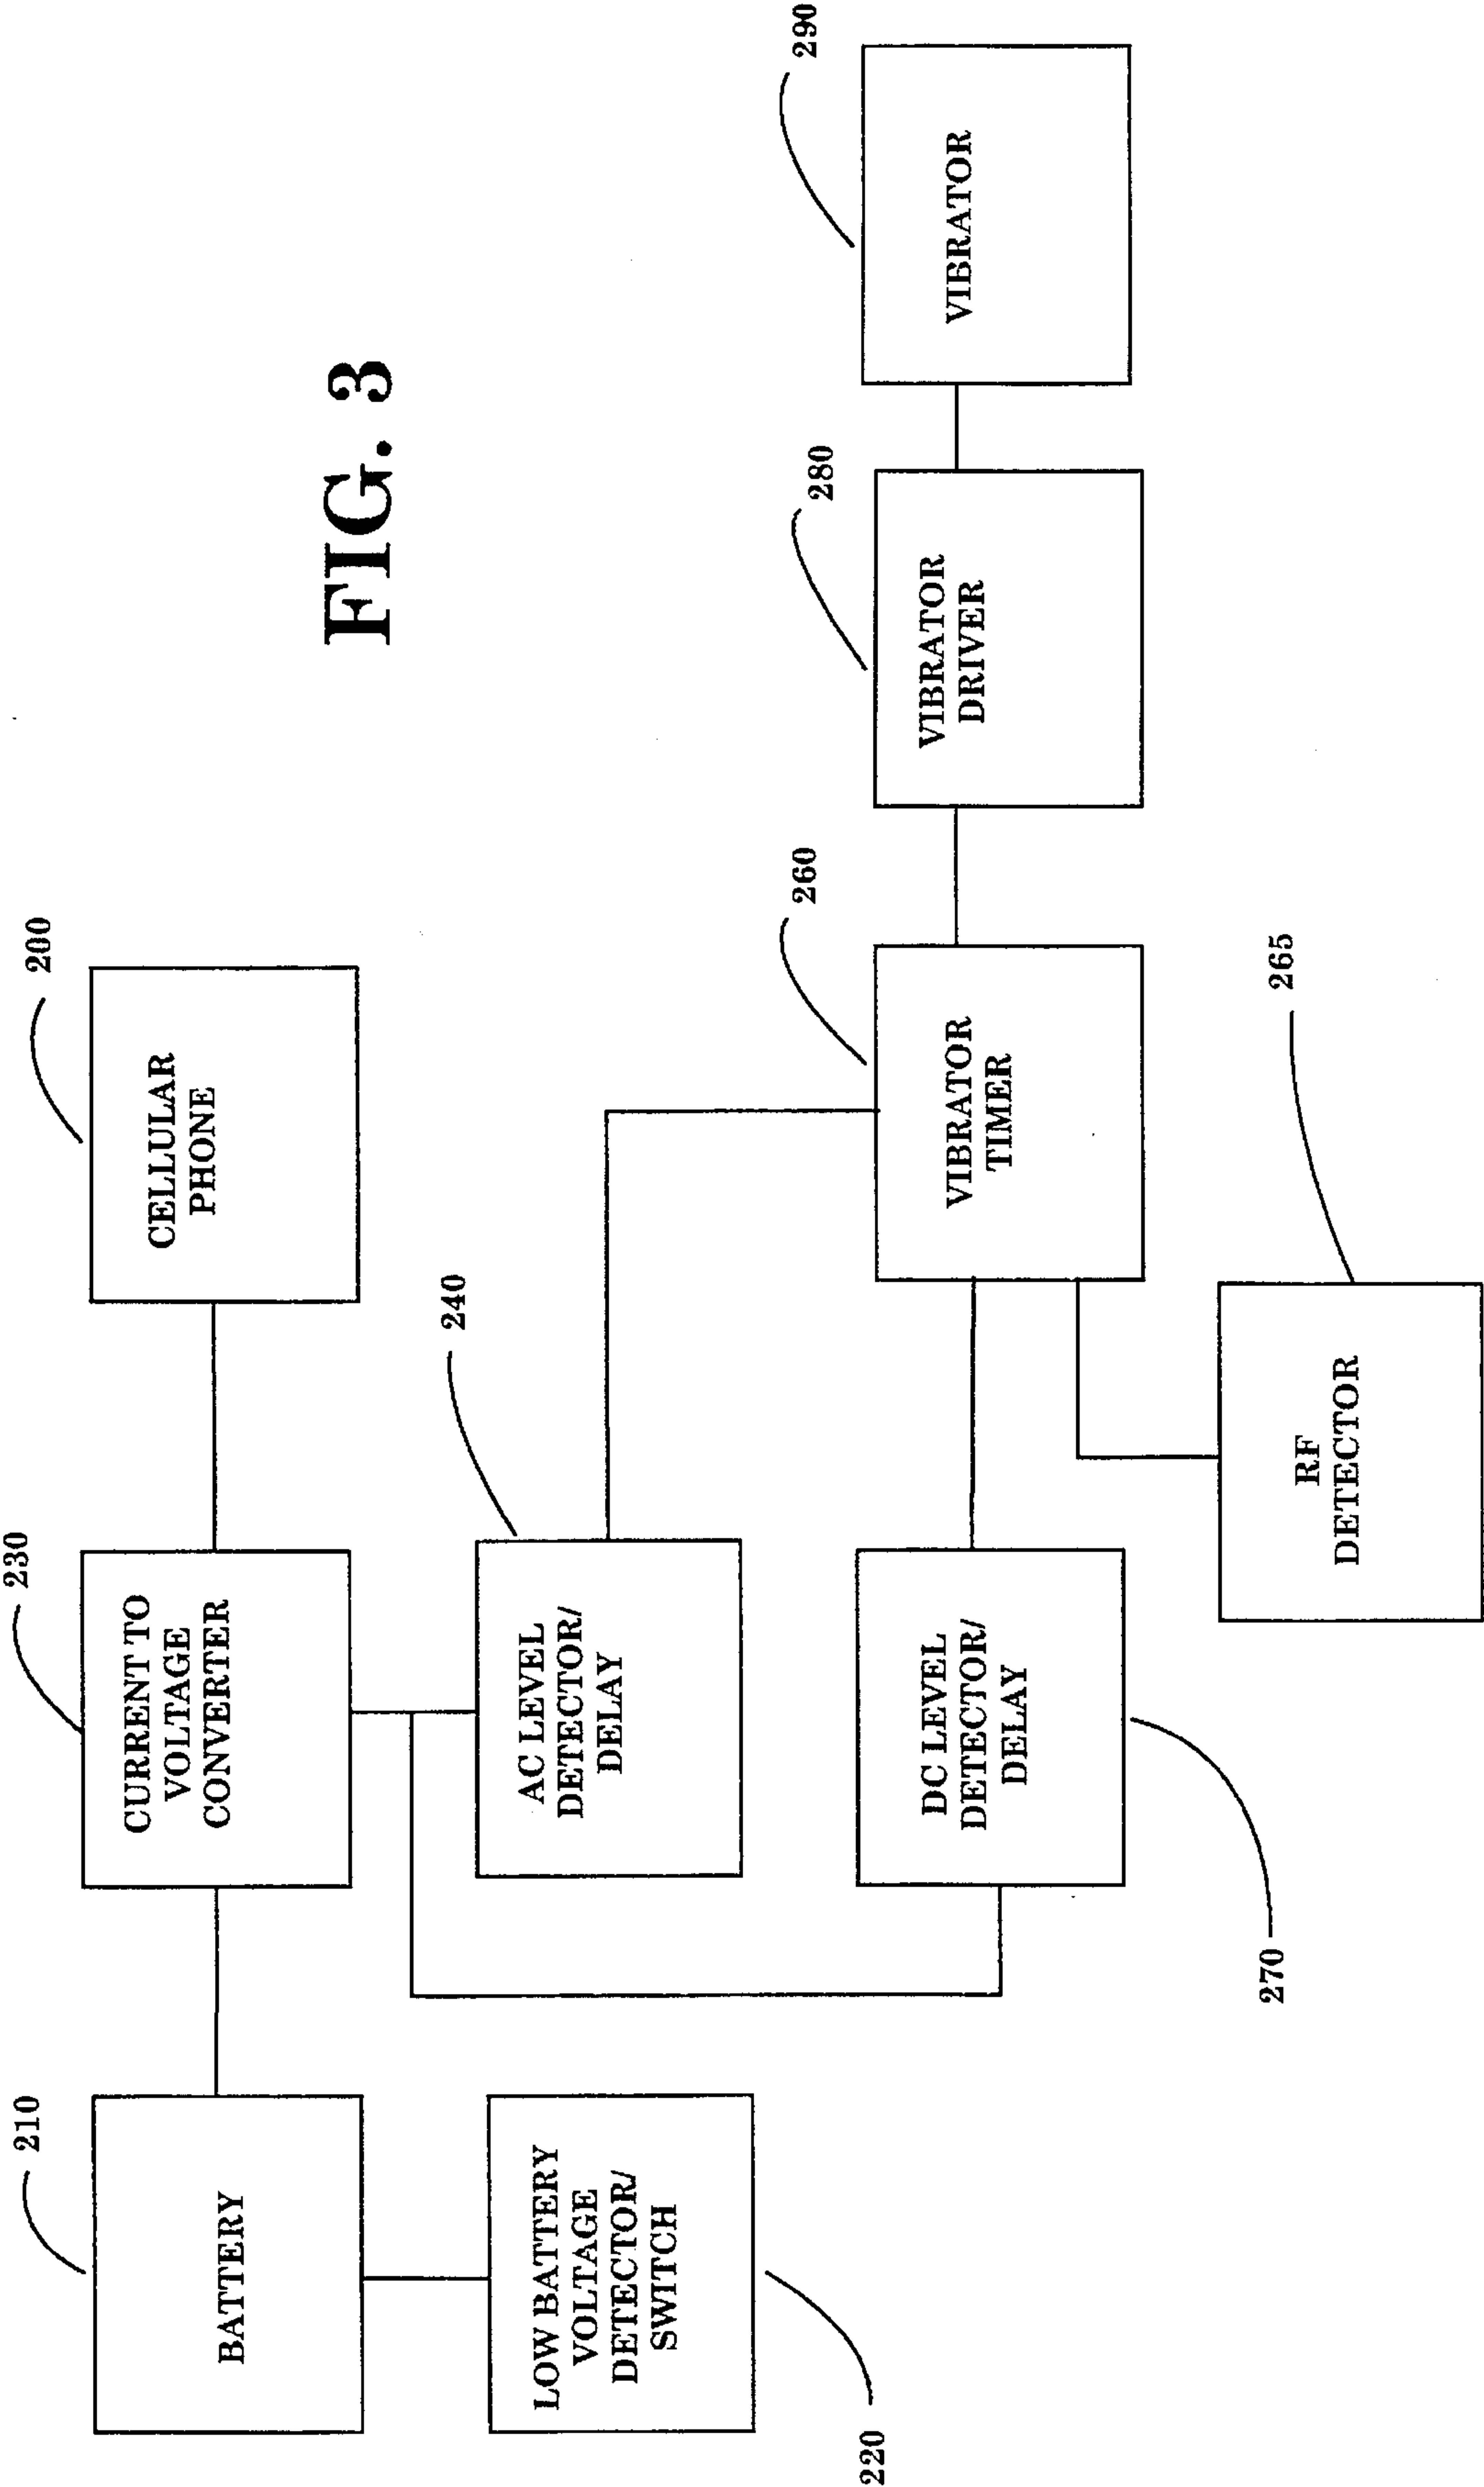 FIG. 3
210
BATTERY
230
CURRENT TO
VOLTAGE
CONVERTER
200
CELLULAR
PHONE
LOW BATTERY
VOLTAGE
DETECTOR/
SWITCH
220
240
AC LEVEL
DETECTOR/
DELAY
DC LEVEL
DETECTOR/
DELAY
270
260
VIBRATOR
TIMER
280
VIBRATOR
DRIVER
290
VIBRATOR
265
RF
DETECTOR